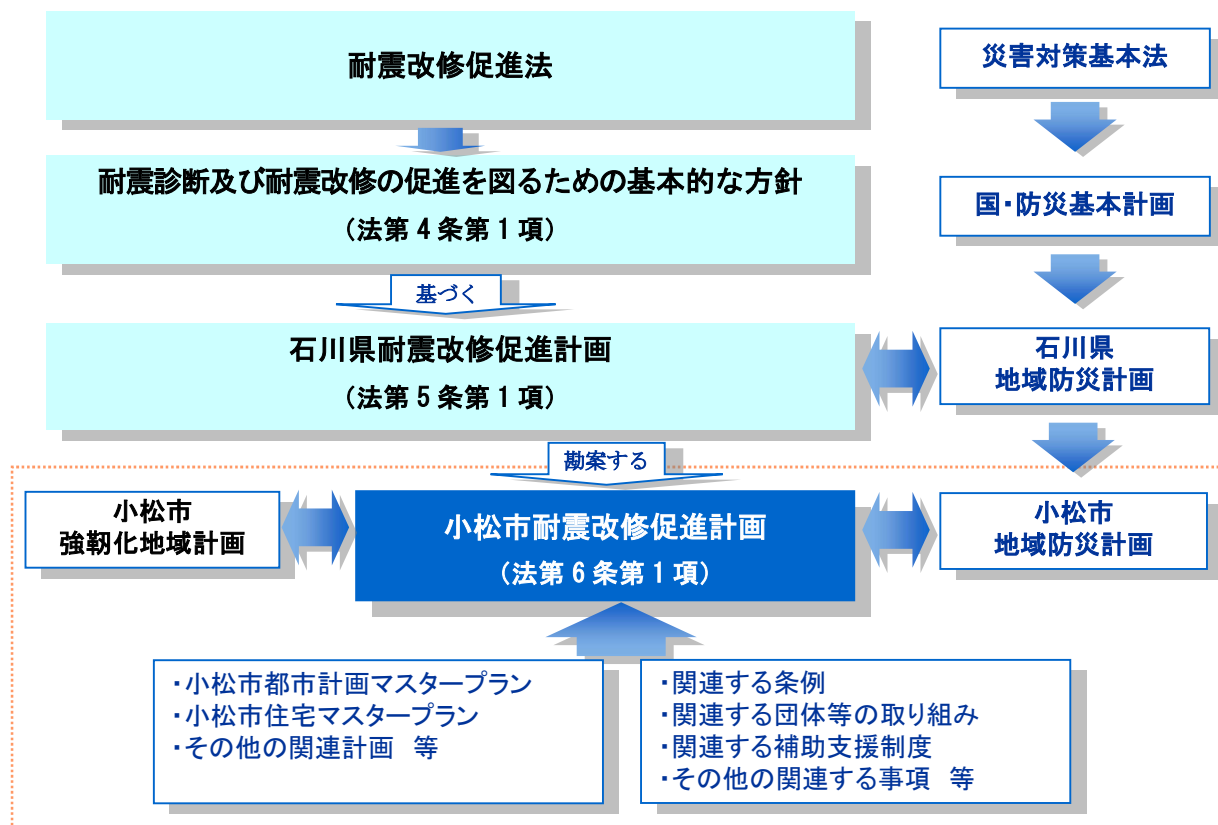 耐震改修促進法
災害対策基本法
耐震診断及び耐震改修の促進を図るための基本的な方針
（法第４条第１項）
国・防災基本計画
基づく
石川県耐震改修促進計画
（法第５条第１項）
石川県
地域防災計画
勘案する
小松市
強靭化地域計画
小松市耐震改修促進計画
（法第６条第１項）
小松市
地域防災計画
・小松市都市計画マスタープラン
・小松市住宅マスタープラン
・その他の関連計画　等
・関連する条例
・関連する団体等の取り組み
・関連する補助支援制度
・その他の関連する事項　等